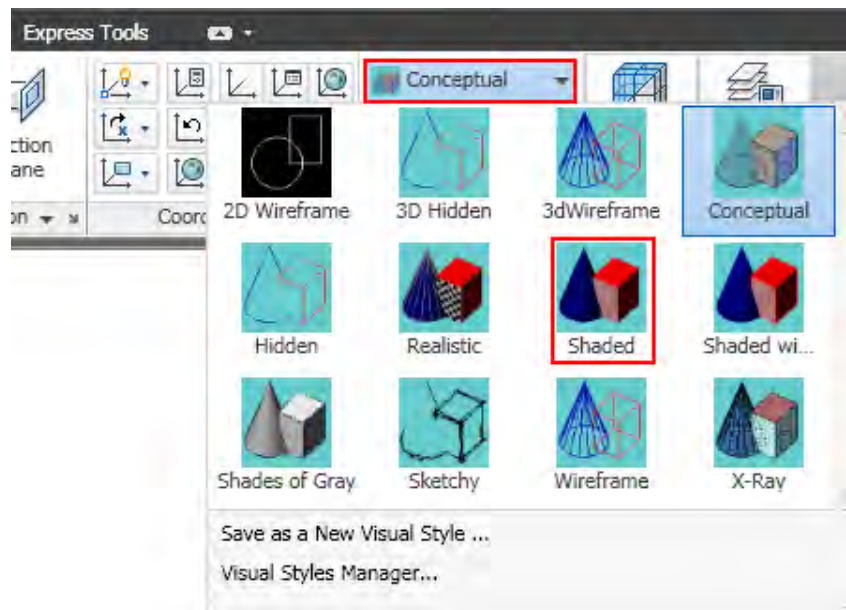 Express Tools
Conceptual
ction
ane
on
Coord
2D Wireframe
3D Hidden
3dWireframe
Conceptual
Hidden
Realistic
Shaded
Shaded wi...
Shades of Gray
Sketchy
Wireframe
X-Ray
Save as a New Visual Style ...
Visual Styles Manager...